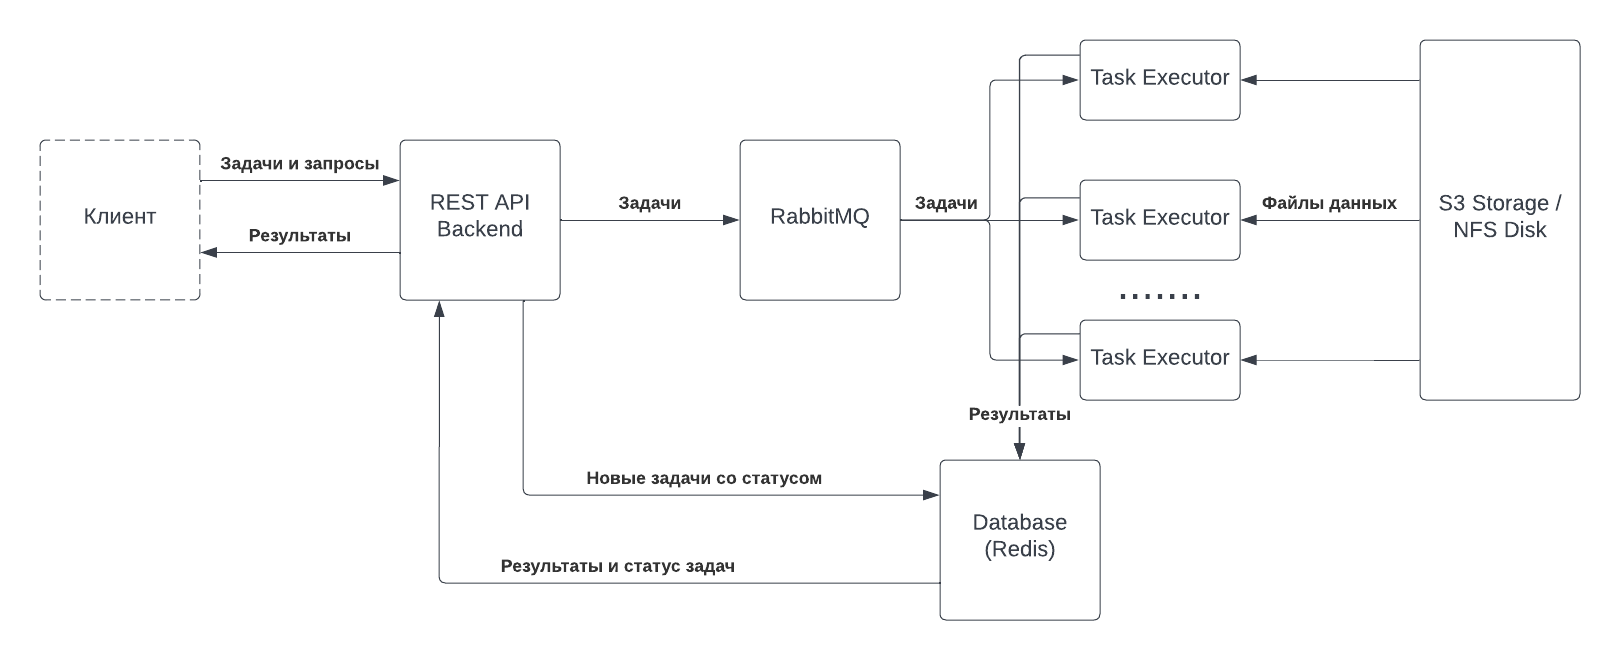 Task Executor
Задачи и запросы
Клиент
Результаты
REST API
Backend
Задачи
RabbitMQ
Задачи
Task Executor
Файлы данных
S3 Storage /
NFS Disk
.......
Task Executor
Результаты
Новые задачи со статусом
Database
(Redis)
Результаты и статус задач